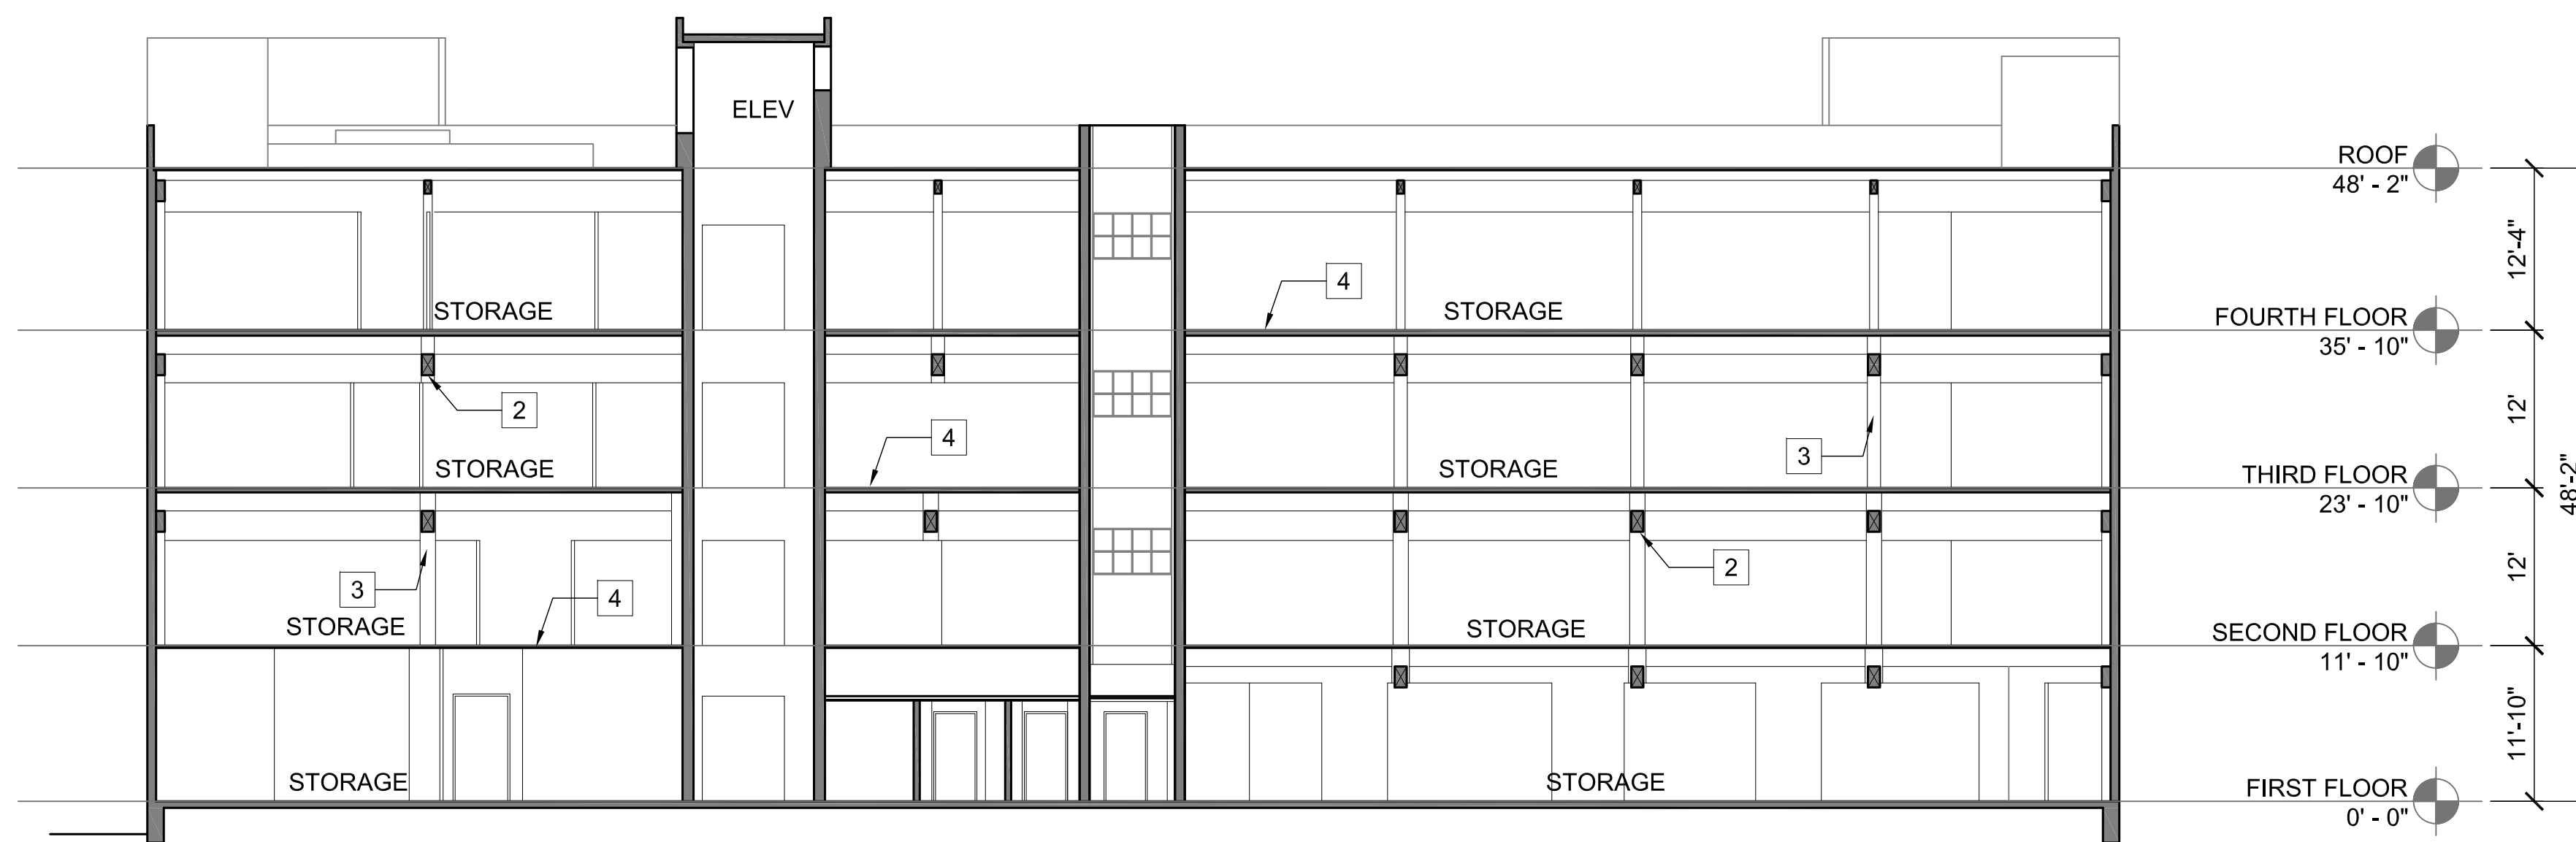 ELEV
ROOF
48' - 2"
12'-4"
4
STORAGE
STORAGE
FOURTH FLOOR
35' - 10"
2
4
3
12'
STORAGE
STORAGE
THIRD FLOOR
23' - 10"
48'-2"
3
4
2
12'
STORAGE
STORAGE
SECOND FLOOR
11' - 10"
11'-10"
STORAGE
STORAGE
FIRST FLOOR
0' - 0"